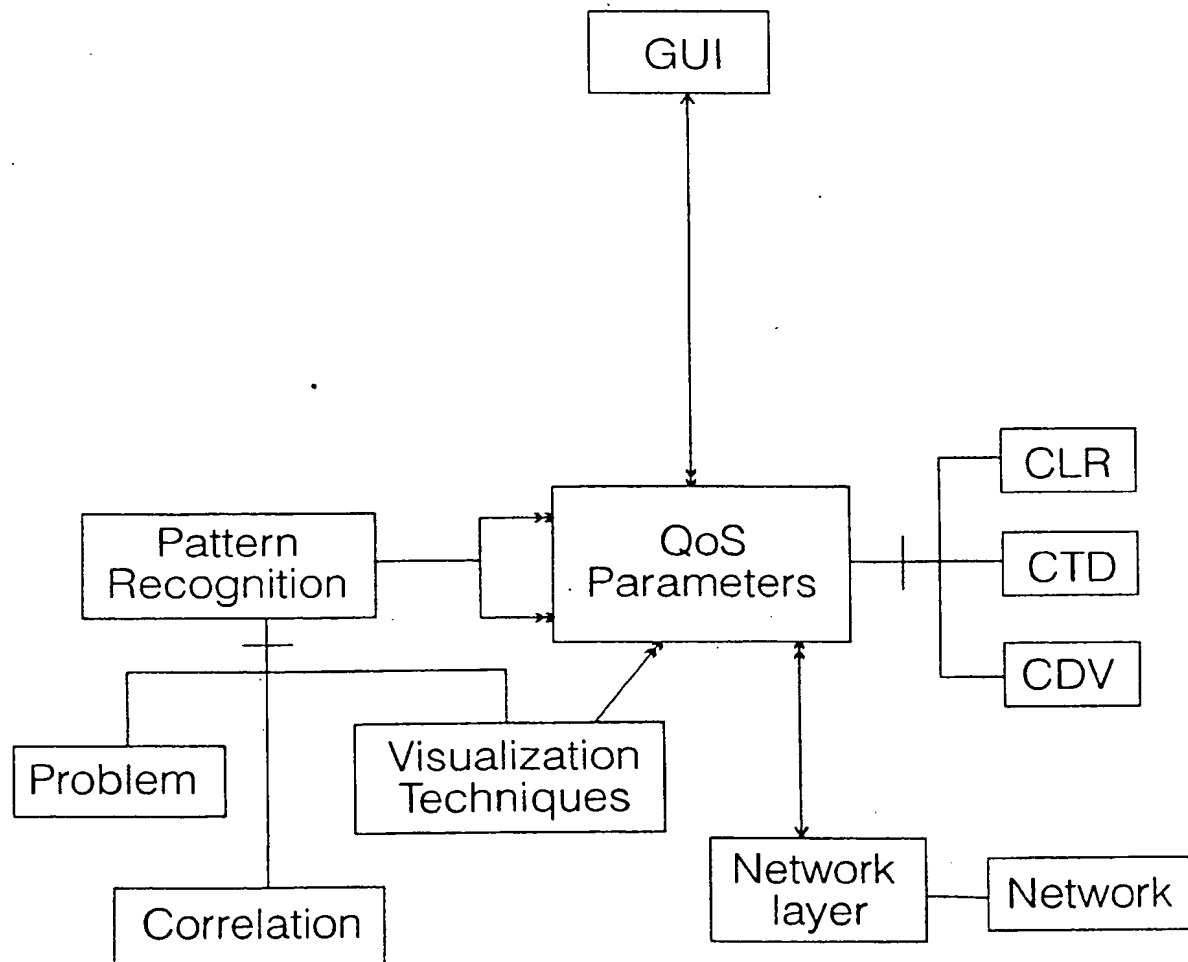 GUI
CLR
Pattern
Recognition
QoS
Parameters
CTD
CDV
Problem
Visualization
Techniques
Network
layer
Network
Correlation